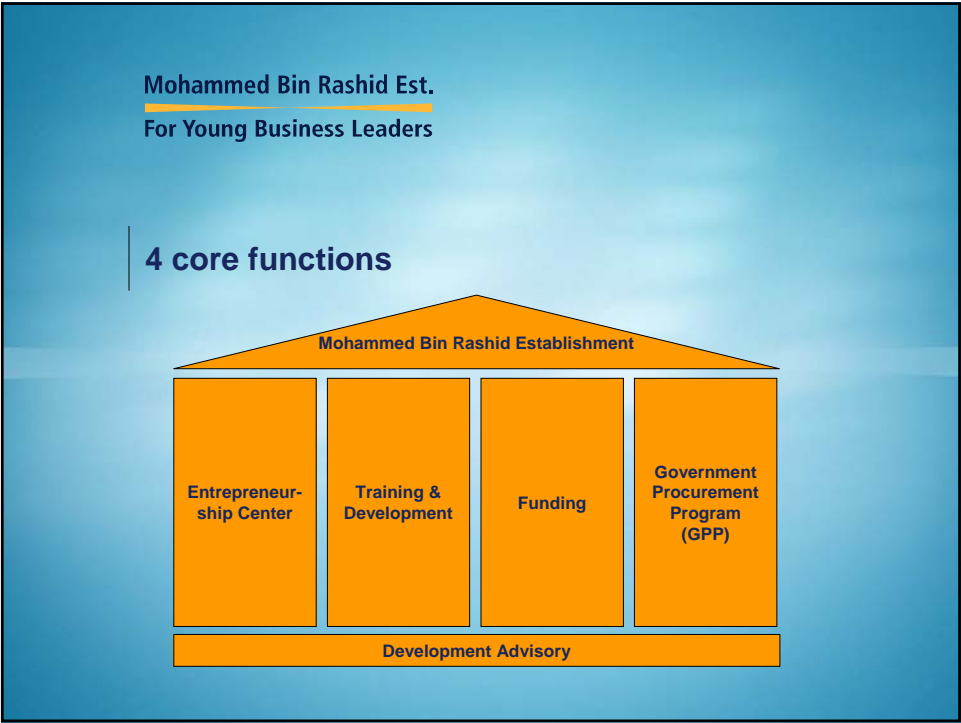 Mohammed Bin Rashid Est.
For Young Business Leaders
4 core functions
Mohammed Bin Rashid Establishment
Entrepreneur-
ship Center
Training &
Development
Funding
Government
Procurement
Program
(GPP)
Development Advisory